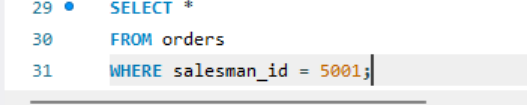 29 SELECT *
30 FROM orders
31 WHERE salesman_id = 5001;